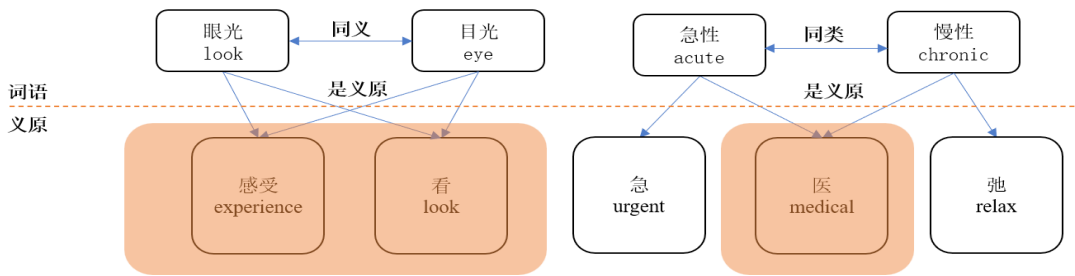 眼光
look
同义
目光
eye
急性
acute
同类
慢性
chronic
词语
是义原
是义原
义原
感受
experience
看
look
急
urgent
医
medical
弛
relax